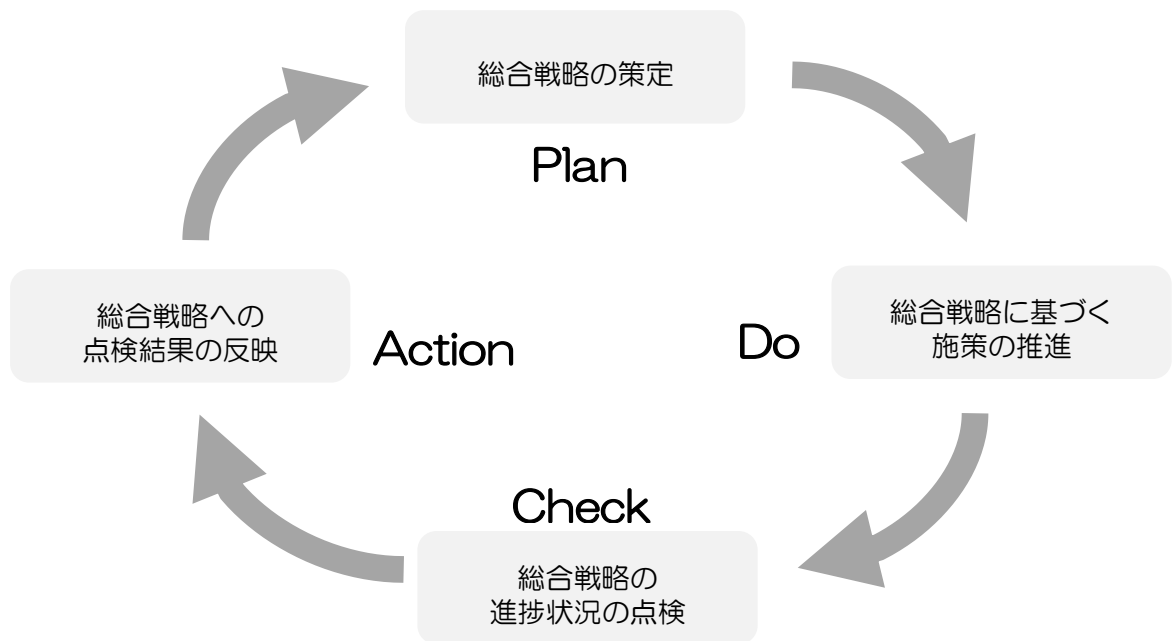 総合戦略の策定
Plan
総合戦略への
点検結果の反映
Action
Do
総合戦略に基づく
施策の推進
Check
総合戦略の
進捗状況の点検